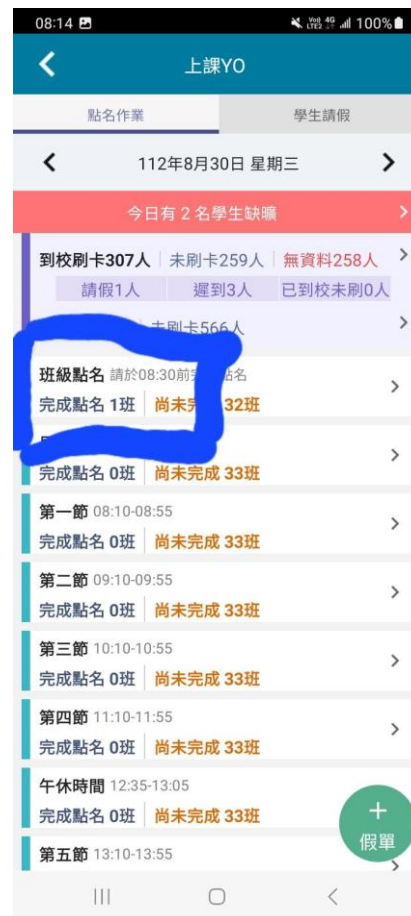 08:14 Vo)) 4G LTE2 100%
上課YO
點名作業 學生請假
112年8月30日 星期三
今日有 2 名學生缺曠
到校刷卡307人 未刷卡259人 無資料258人
請假1人 遲到3人 已到校未刷0人
未刷卡566人
班級點名 請於08:30前完 點名
完成點名 1班 尚未完 32班
完成點名 0班 尚未完成 33班
第一節 08:10-08:55
完成點名 0班 尚未完成 33班
第二節 09:10-09:55
完成點名 0班 尚未完成 33班
第三節 10:10-10:55
完成點名 0班 尚未完成 33班
第四節 11:10-11:55
完成點名 0班 尚未完成 33班
午休時間 12:35-13:05
完成點名 0班 尚未完成 33班
+
假單
第五節 13:10-13:55